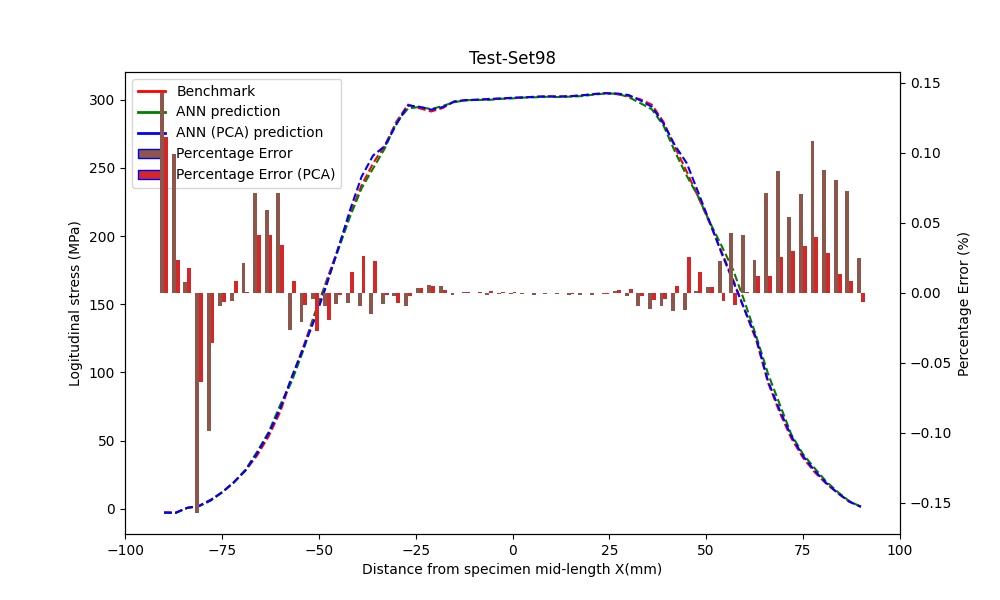 Test-Set98
Benchmark
ANN prediction
ANN (PCA) prediction
Percentage Error
Percentage Error (PCA)
300
250
200
150
100
50
0
Logitudinal stress (MPa)
0.15
0.10
0.05
0.00
−0.05
−0.10
−0.15
Percentage Error (%)
−100 −75 −50 −25 0 25 50 75 100
Distance from specimen mid-length X(mm)